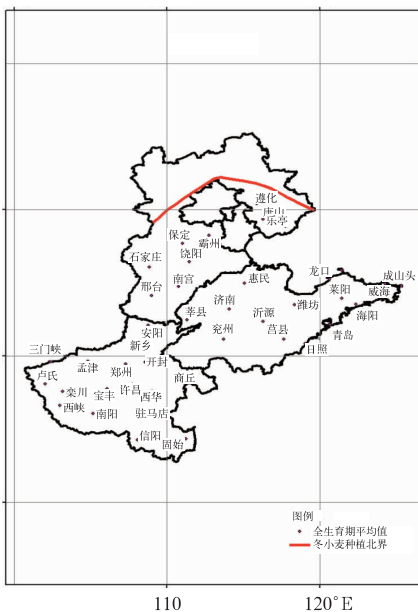 遵化
唐山
乐亭
保定
霸州
饶阳
石家庄
邢台
南宫
惠民
龙口
成山头
莱阳
威海
海阳
济南
沂源
潍坊
莘县
兖州
莒县
青岛
日照
安阳
新乡
三门峡
孟津
郑州
开封
卢氏
栾川
宝丰
许昌
西华
商丘
西峡
南阳
驻马店
信阳
固始
图例
全生育期平均值
冬小麦种植北界
110
120°E